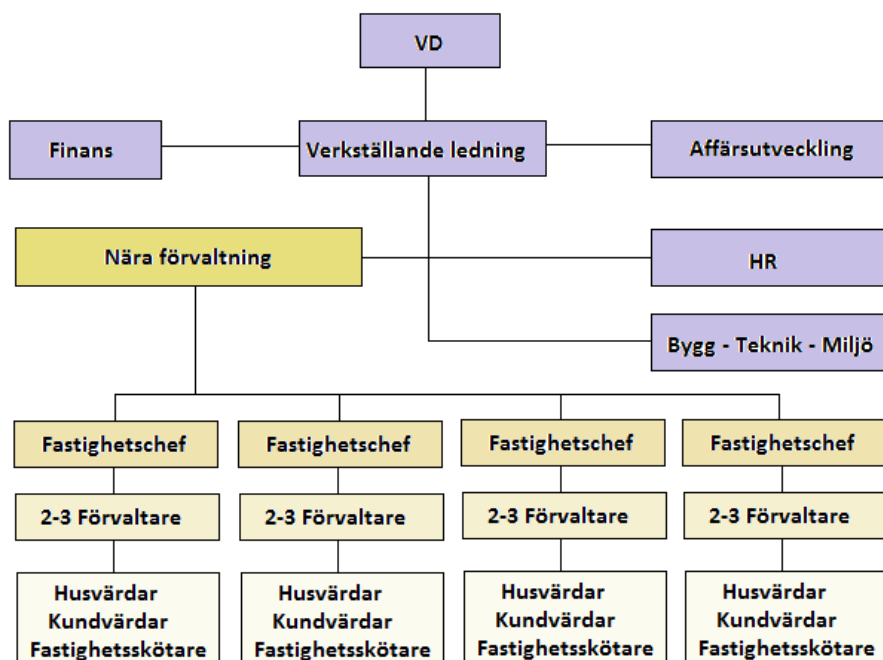 VD
Finans
Verkställande ledning
Affärsutveckling
Nära förvaltning
HR
Bygg - Teknik - Miljö
Fastighetschef
Fastighetschef
Fastighetschef
Fastighetschef
2-3 Förvaltare
2-3 Förvaltare
2-3 Förvaltare
2-3 Förvaltare
Husvärdar
Kundvärdar
Fastighetsskötare
Husvärdar
Kundvärdar
Fastighetsskötare
Husvärdar
Kundvärdar
Fastighetsskötare
Husvärdar
Kundvärdar
Fastighetsskötare